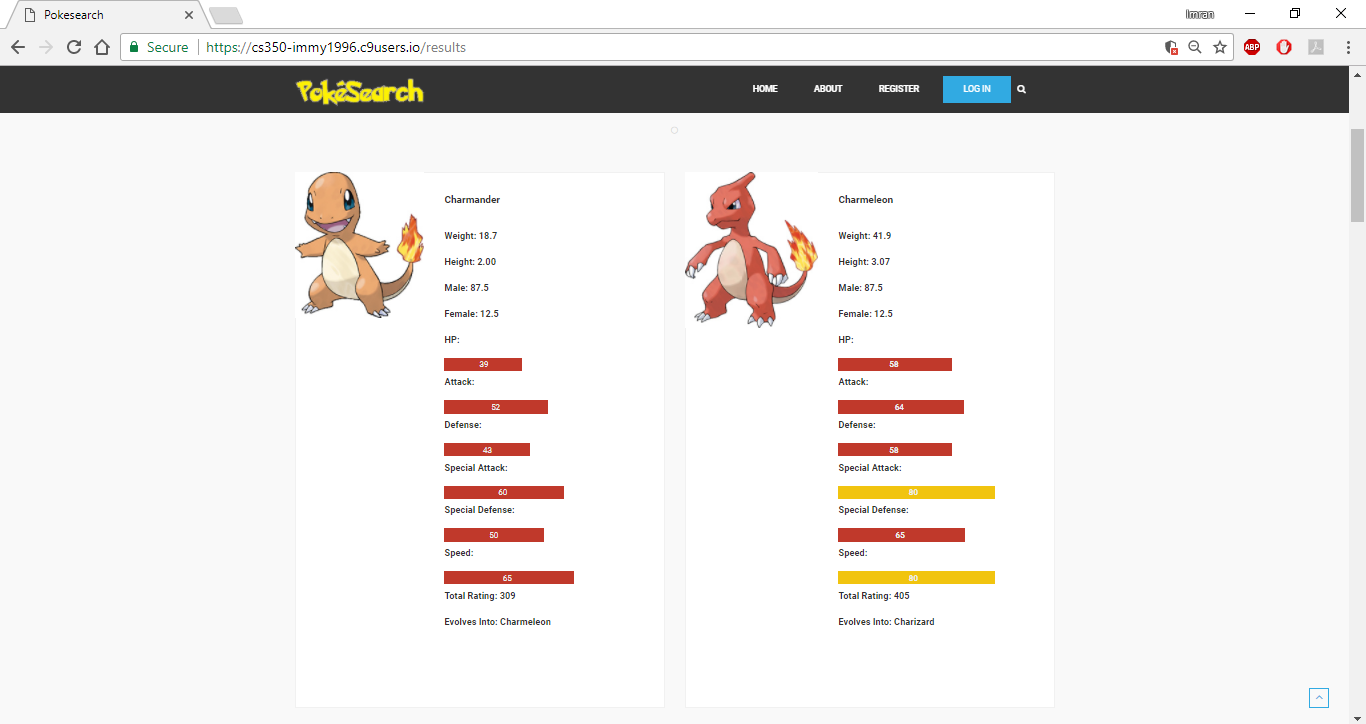 Pokesearch
Imran
Secure https://cs350-immy1996.c9users.io/results
ABP
PokéSearch
HOME ABOUT REGISTER LOG IN
Charmander
Weight: 18.7
Height: 2.00
Male: 87.5
Female: 12.5
HP:
39
Attack:
52
Defense:
43
Special Attack:
60
Special Defense:
50
Speed:
65
Total Rating: 309
Evolves Into: Charmeleon
Charmeleon
Weight: 41.9
Height: 3.07
Male: 87.5
Female: 12.5
HP:
58
Attack:
64
Defense:
58
Special Attack:
80
Special Defense:
65
Speed:
80
Total Rating: 405
Evolves Into: Charizard